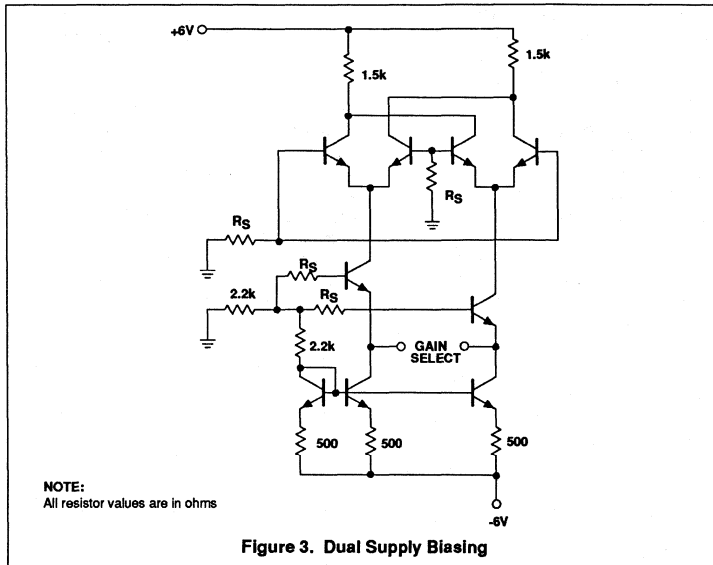 +6V
1.5k
1.5k
RS
RS
RS
2.2k
RS
2.2k
GAIN
SELECT
500
500
500
NOTE:
All resistor values are in ohms
-6V
Figure 3. Dual Supply Biasing